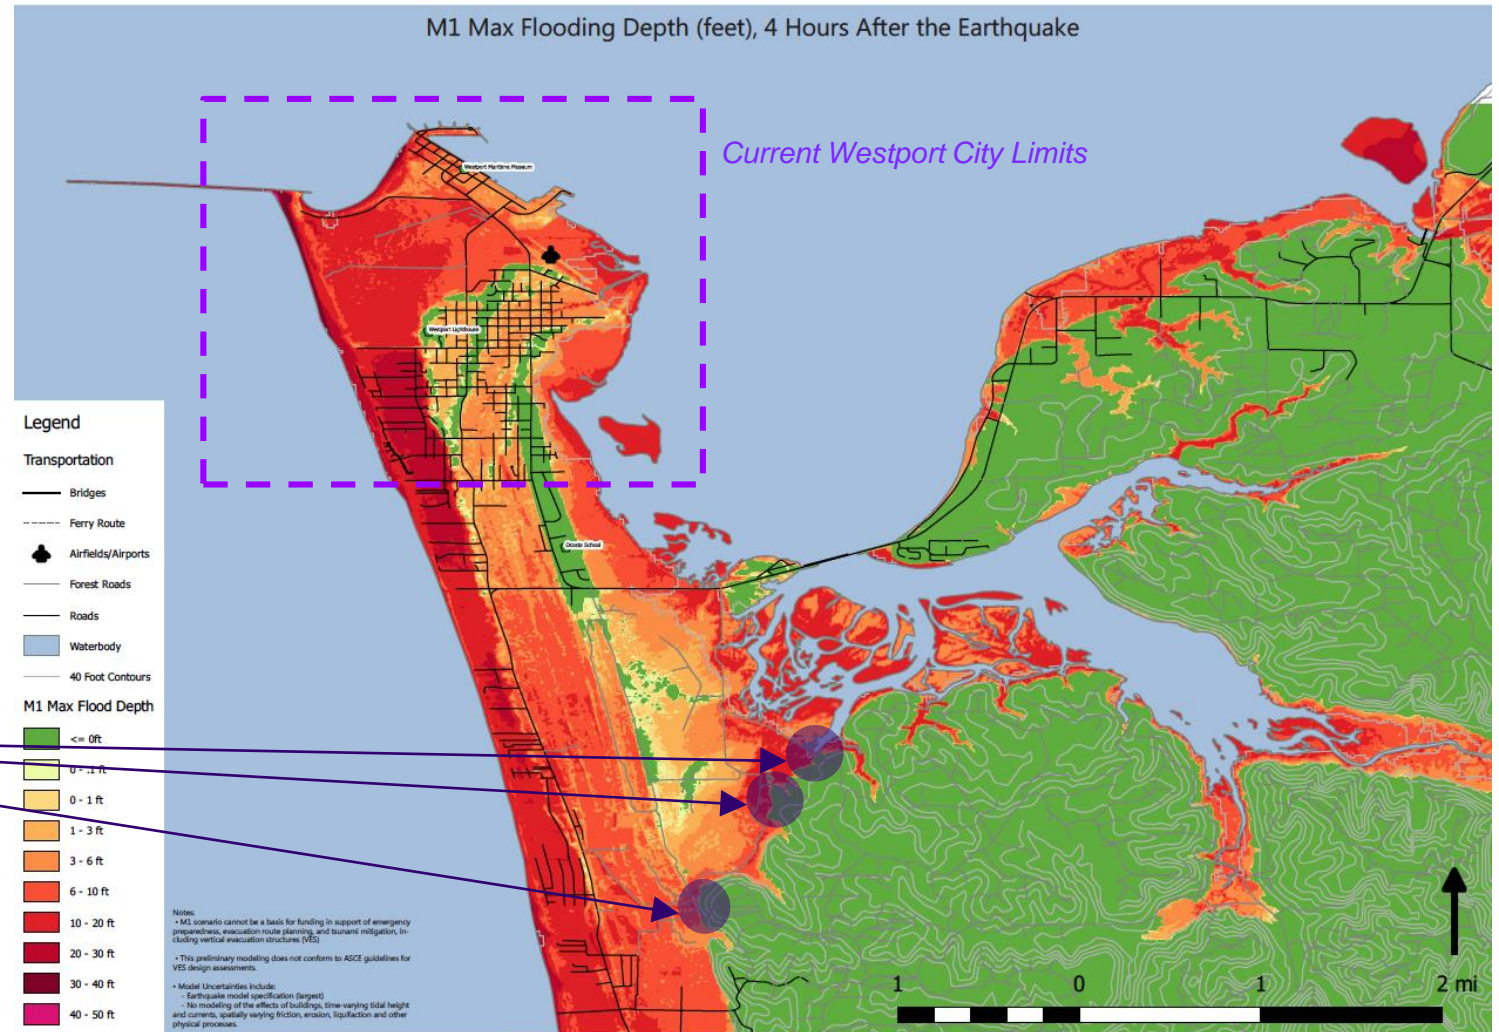 M1 Max Flooding Depth (feet), 4 Hours After the Earthquake
Current Westport City Limits
Westport Maritime Museum
Westport Lighthouse
Ocosta School
Legend
Transportation
Bridges
Ferry Route
Airfields/Airports
Forest Roads
Roads
Waterbody
40 Foot Contours
M1 Max Flood Depth
<= 0ft
0 - .1 ft
0 - 1 ft
1 - 3 ft
3 - 6 ft
6 - 10 ft
10 - 20 ft
20 - 30 ft
30 - 40 ft
40 - 50 ft
Notes:
• M1 scenario cannot be a basis for funding in support of emergency
preparedness, evacuation route planning, and tsunami mitigation, in-
cluding vertical evacuation structures (VES)
• This preliminary modeling does not conform to ASCE guidelines for
VES design assessments.
• Model Uncertainties include:
- Earthquake model specification (largest)
- No modeling of the effects of buildings, time-varying tidal height
and currents, spatially varying friction, erosion, liquifaction and other
physical processes.
1 0 1 2 mi